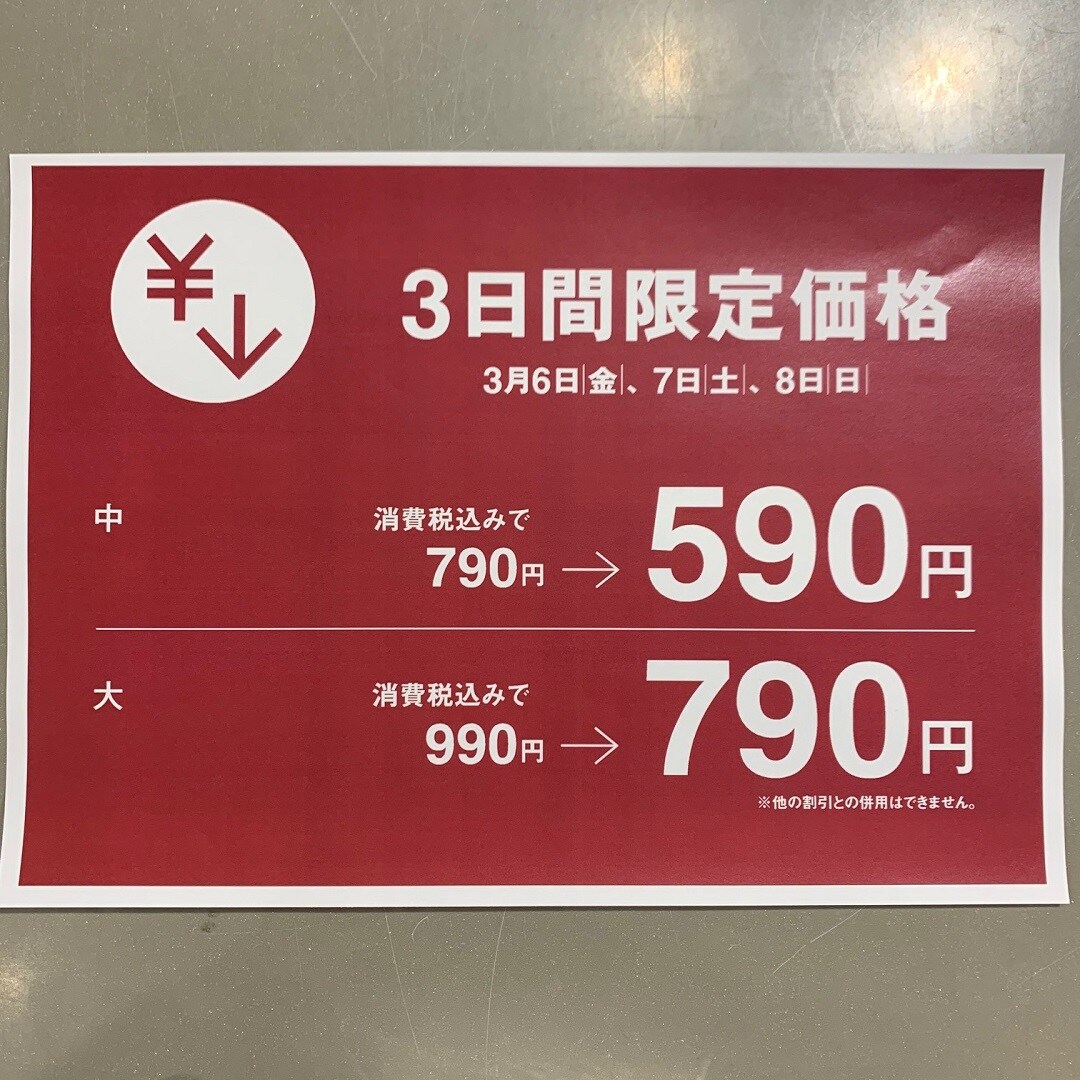 ¥↓
3日間限定価格
3月6日|金|、7日|土|、8日|日|
中
消費税込みで
790円→590円
大
消費税込みで
990円→790円
※他の割引との併用はできません。